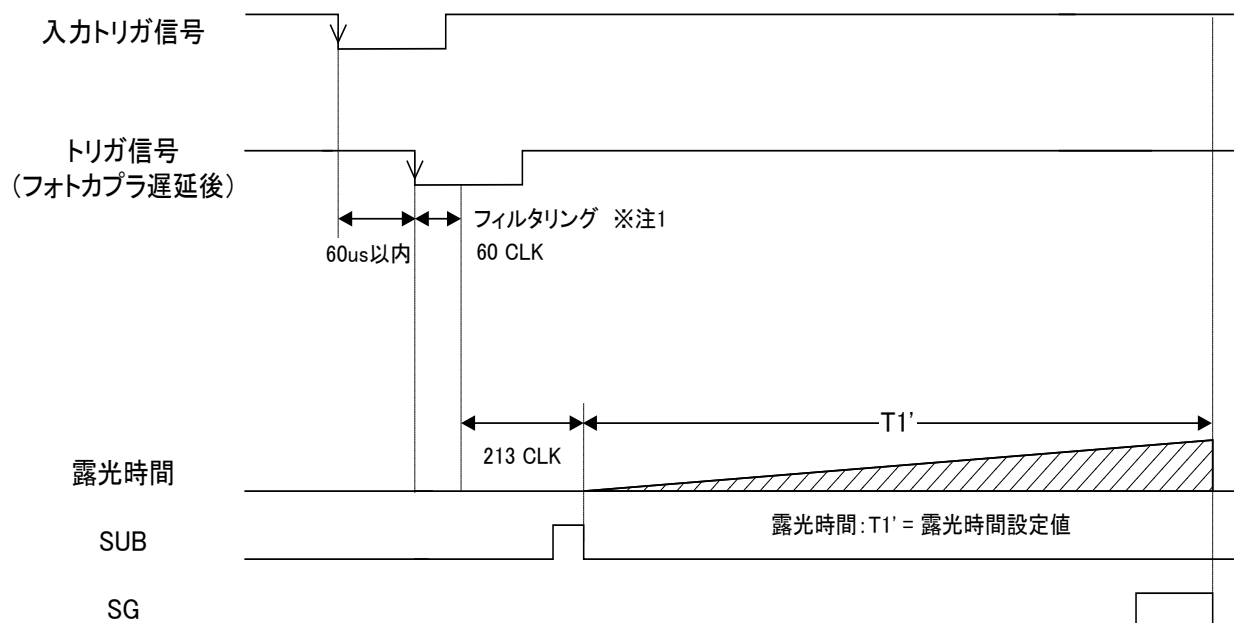 入力トリガ信号
トリガ信号
(フォトカプラ遅延後)
フィルタリング ※注1
60us以内
60 CLK
T1'
213 CLK
露光時間
露光時間:T1' = 露光時間設定値
SUB
SG